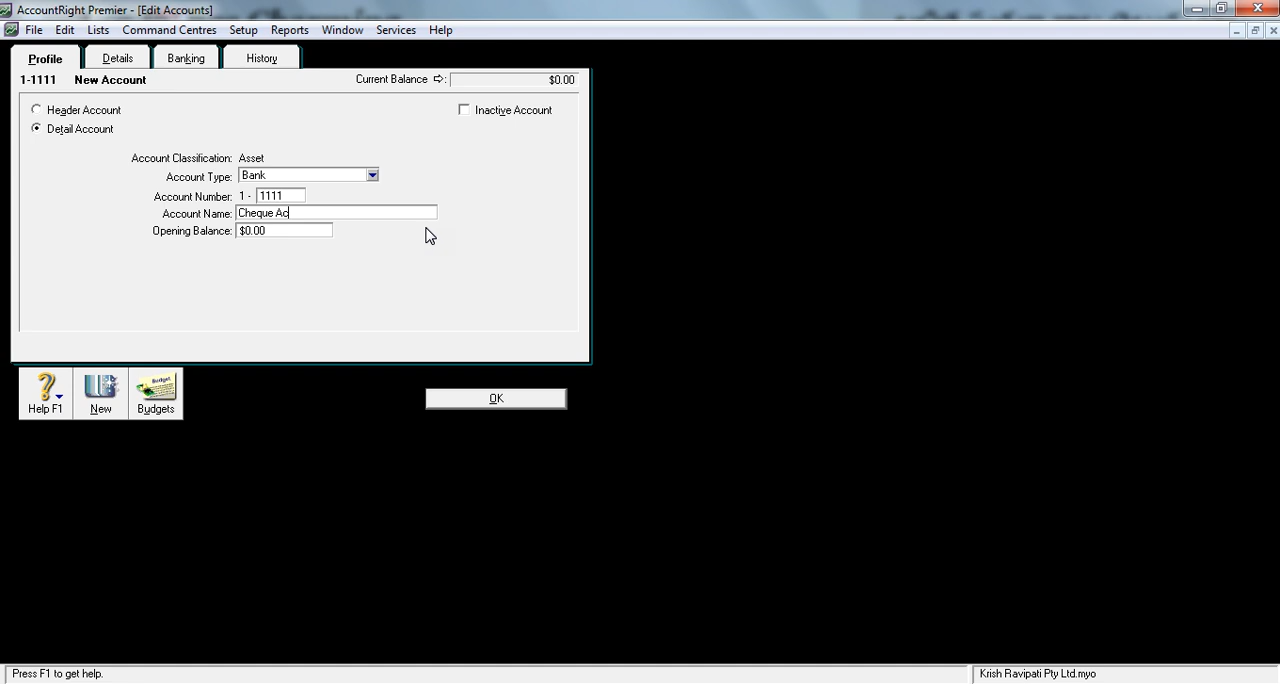 AccountRight Premier - [Edit Accounts]
File Edit Lists Command Centres Setup Reports Window Services Help
Profile Details Banking History
1-1111 New Account Current Balance ⇨: $0.00
Header Account Inactive Account
Detail Account
Account Classification: Asset
Account Type: Bank
Account Number: 1 - 1111
Account Name: Cheque Ac
Opening Balance: $0.00
Budget
Help F1 New Budgets OK
Press F1 to get help. Krish Ravipati Pty Ltd.myo